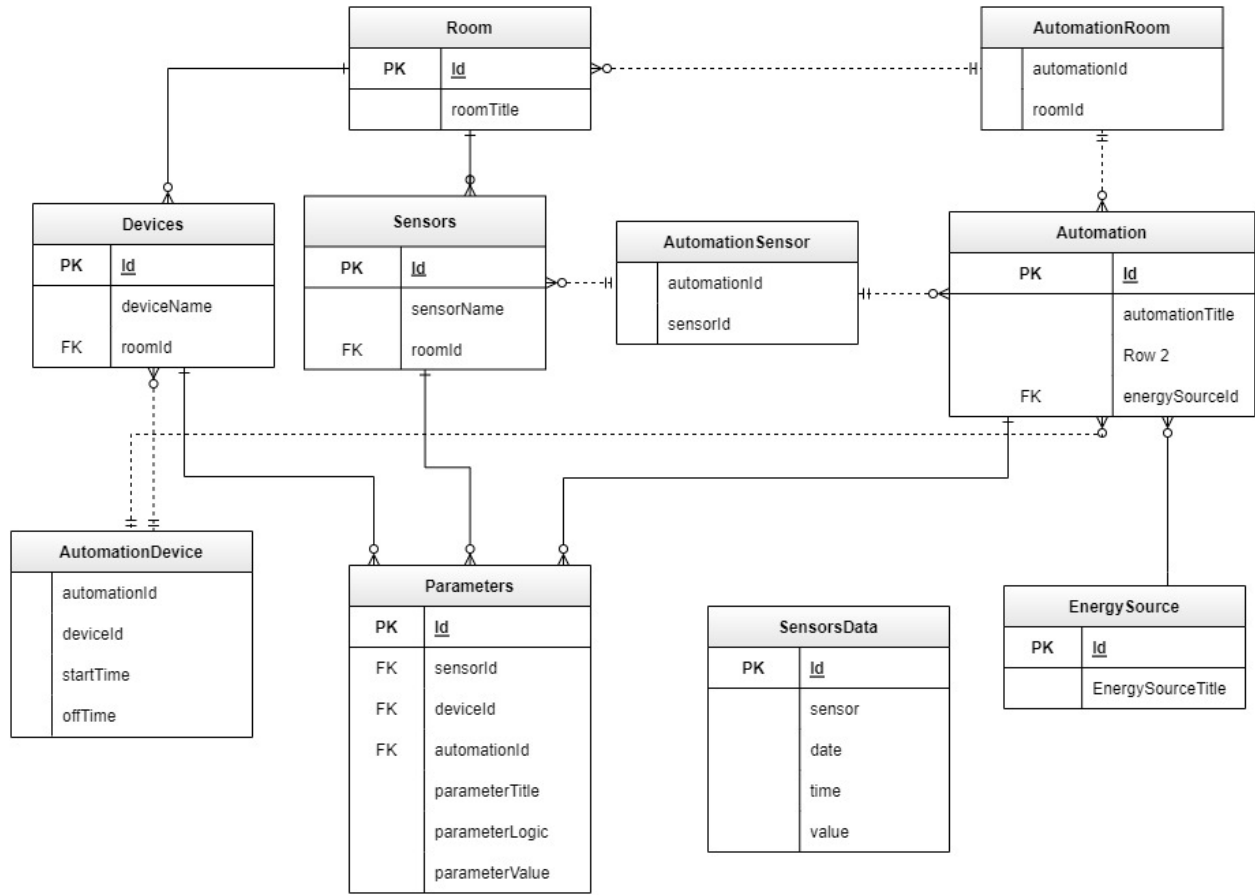 Room
PK Id
roomTitle
AutomationRoom
automationId
roomId
Devices
PK Id
deviceName
FK roomId
Sensors
PK Id
sensorName
FK roomId
AutomationSensor
automationId
sensorId
Automation
PK Id
automationTitle
Row 2
FK energySourceId
AutomationDevice
automationId
deviceId
startTime
offTime
Parameters
PK Id
FK sensorId
FK deviceId
FK automationId
parameterTitle
parameterLogic
parameterValue
SensorsData
PK Id
sensor
date
time
value
EnergySource
PK Id
EnergySourceTitle